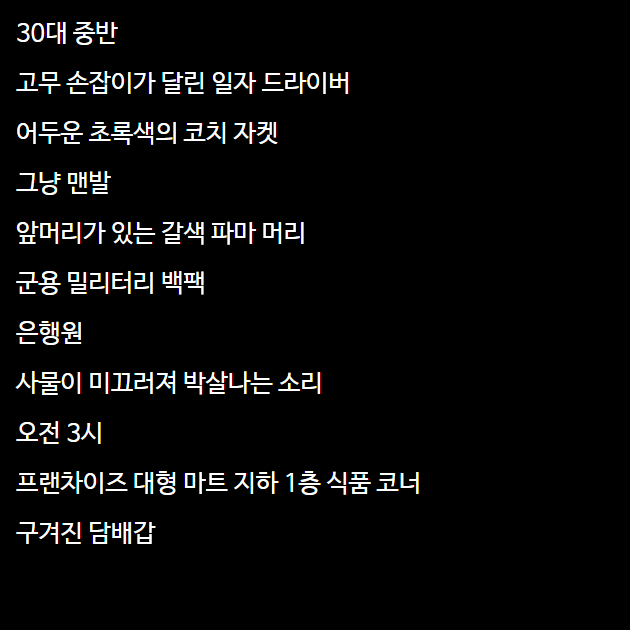 30대 중반
고무 손잡이가 달린 일자 드라이버
어두운 초록색의 코치 자켓
그냥 맨발
앞머리가 있는 갈색 파마 머리
군용 밀리터리 백팩
은행원
사물이 미끄러져 박살나는 소리
오전 3시
프랜차이즈 대형 마트 지하 1층 식품 코너
구겨진 담배갑